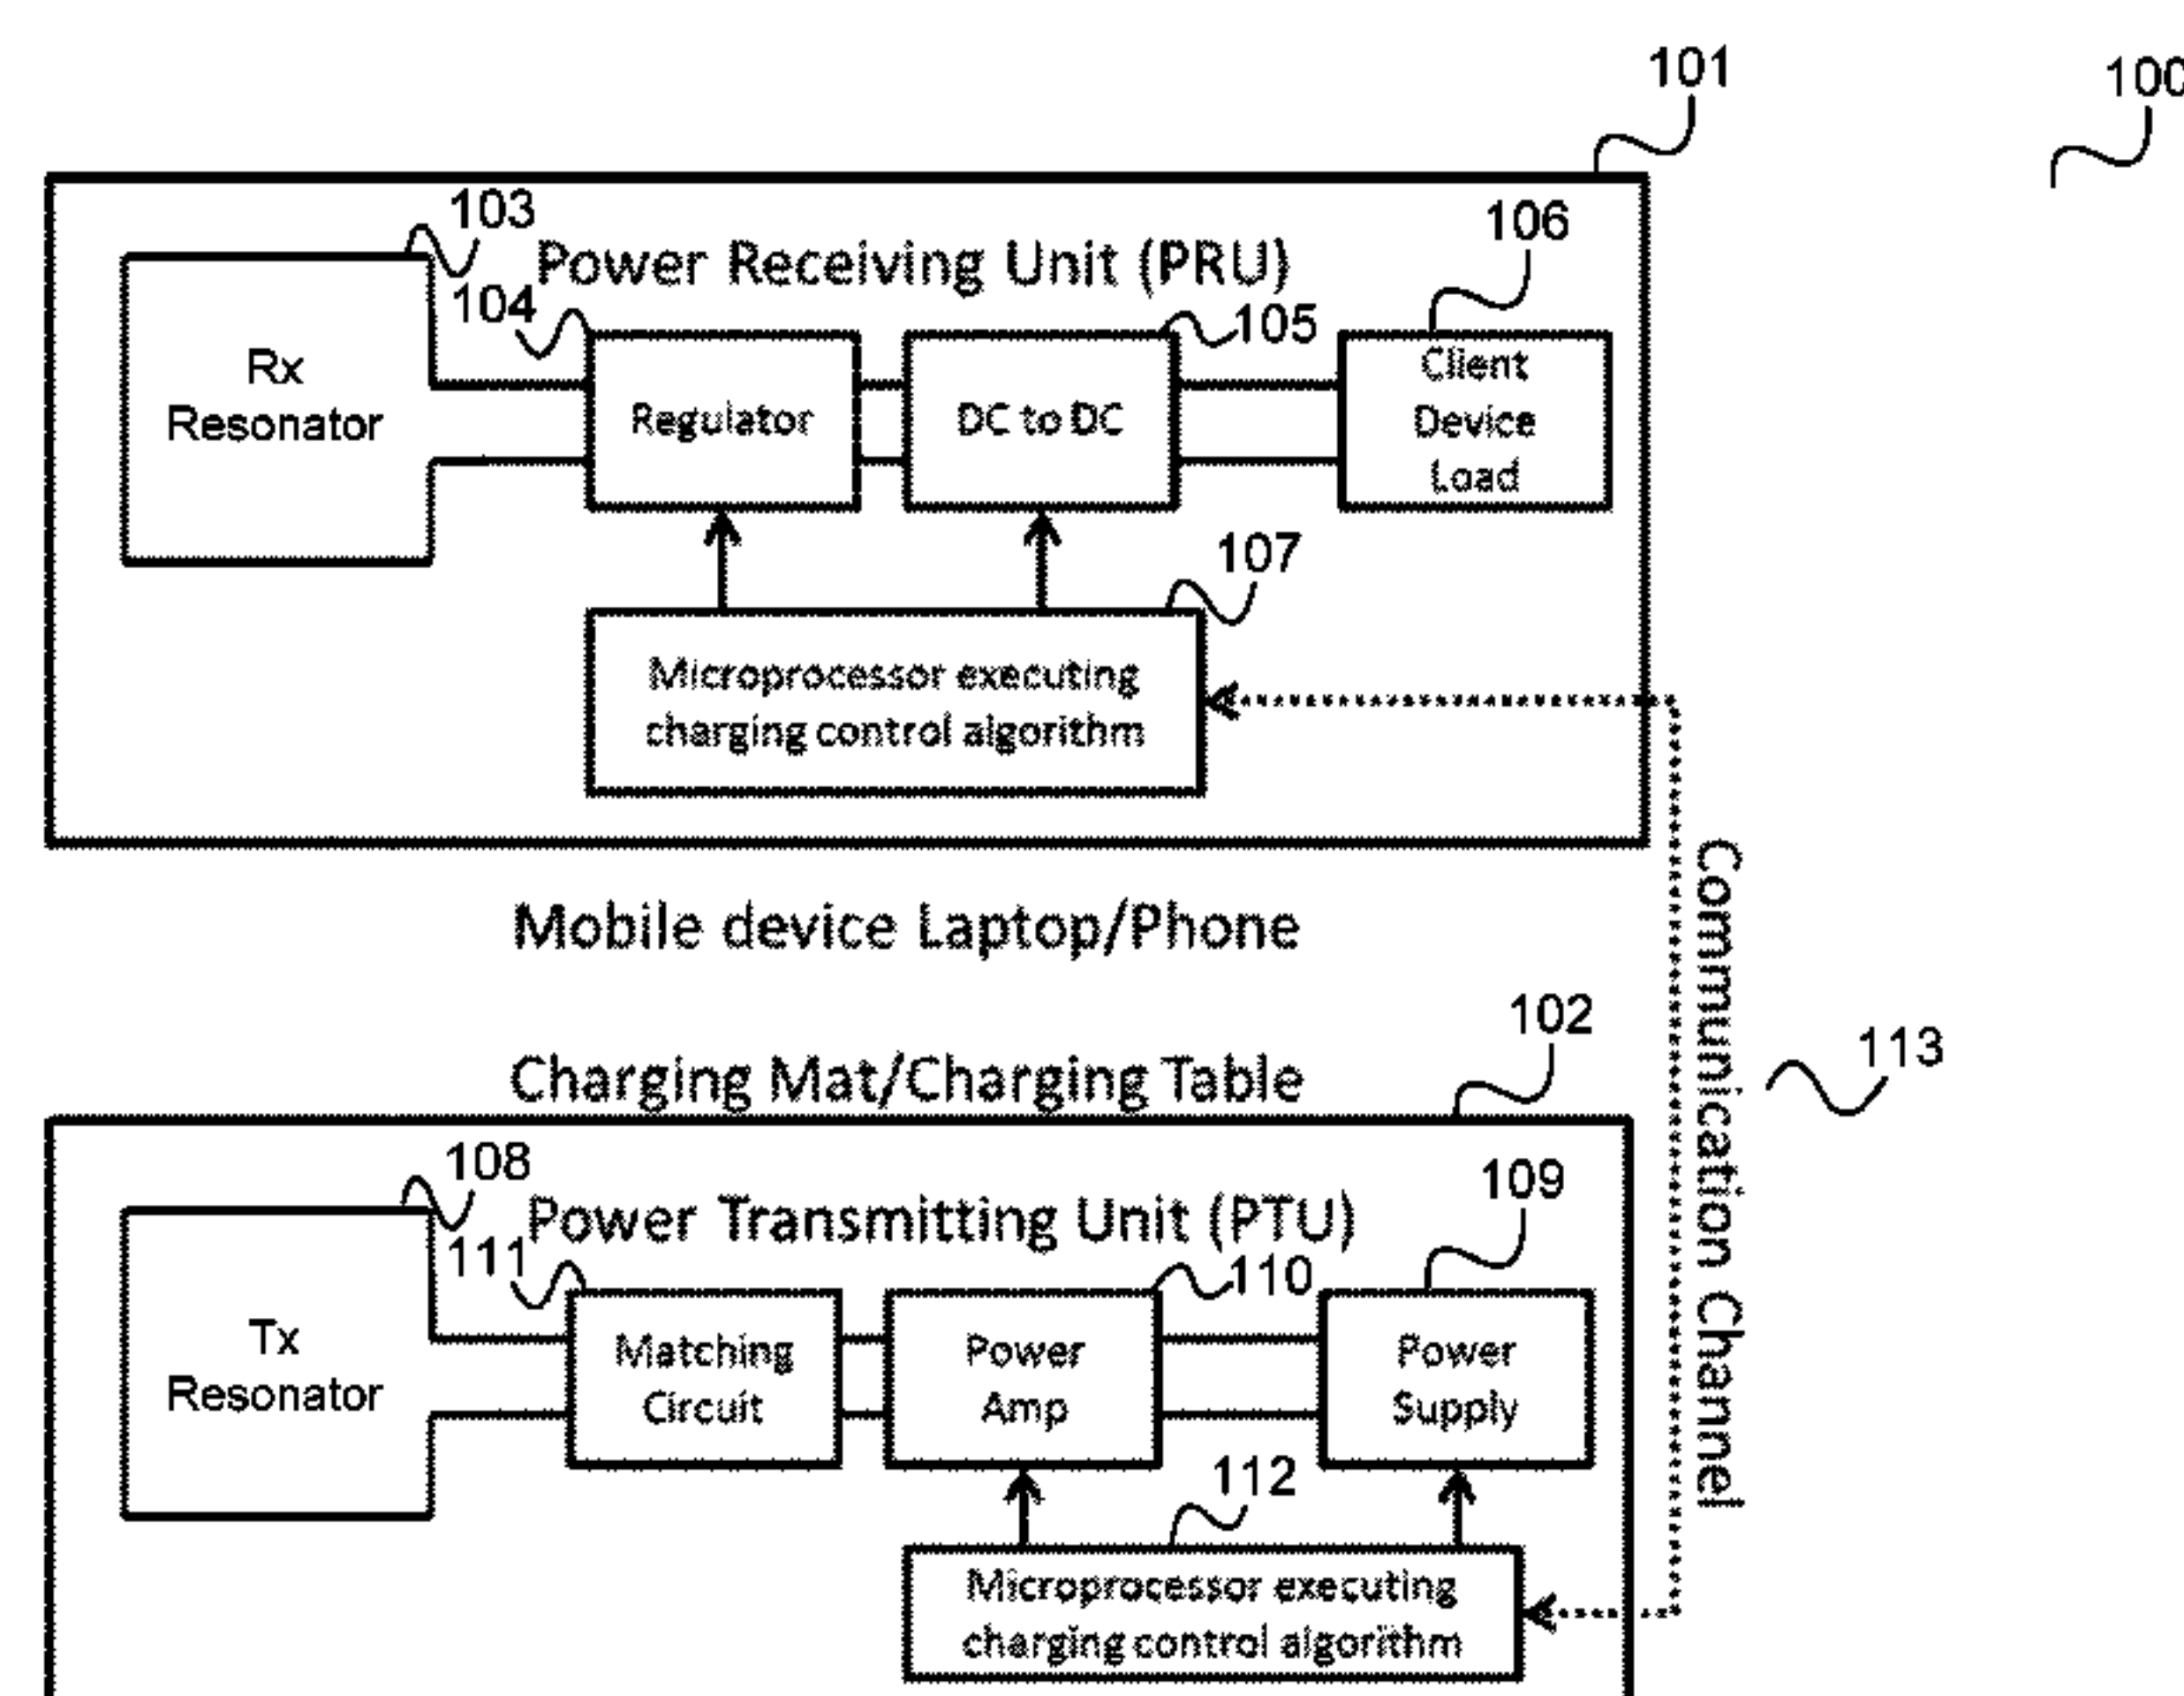 101
100
103
Power Receiving Unit (PRU)
106
104
105
Rx
Resonator
Regulator
DC to DC
Client
Device
Load
107
Microprocessor executing
charging control algorithm
Mobile device Laptop/Phone
Communication Channel
113
102
Charging Mat/Charging Table
108
Power Transmitting Unit (PTU)
109
111
110
Tx
Resonator
Matching
Circuit
Power
Amp
Power
Supply
112
Microprocessor executing
charging control algorithm